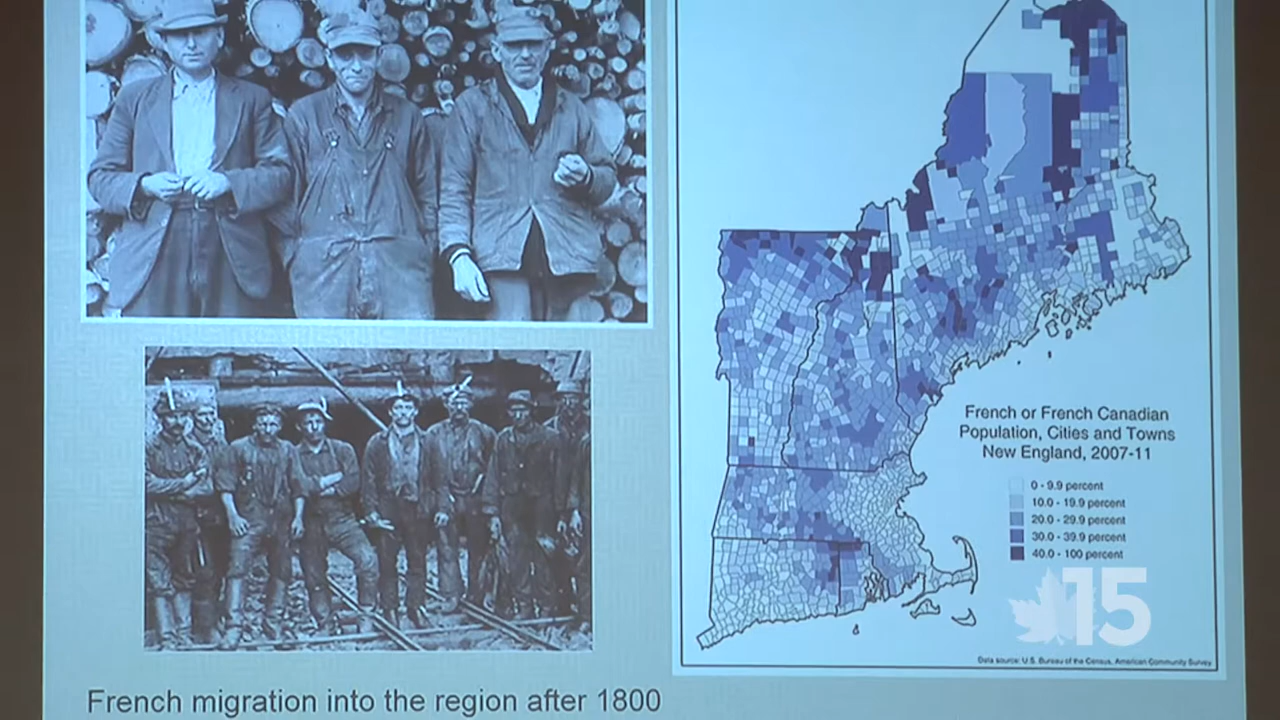 French or French Canadian
Population, Cities and Towns
New England, 2007-11
0 - 9.9 percent
10.0 - 19.9 percent
20.0 - 29.9 percent
30.0 - 39.9 percent
40.0 - 100 percent
15
Data source: U.S. Bureau of the Census, American Community Survey
French migration into the region after 1800